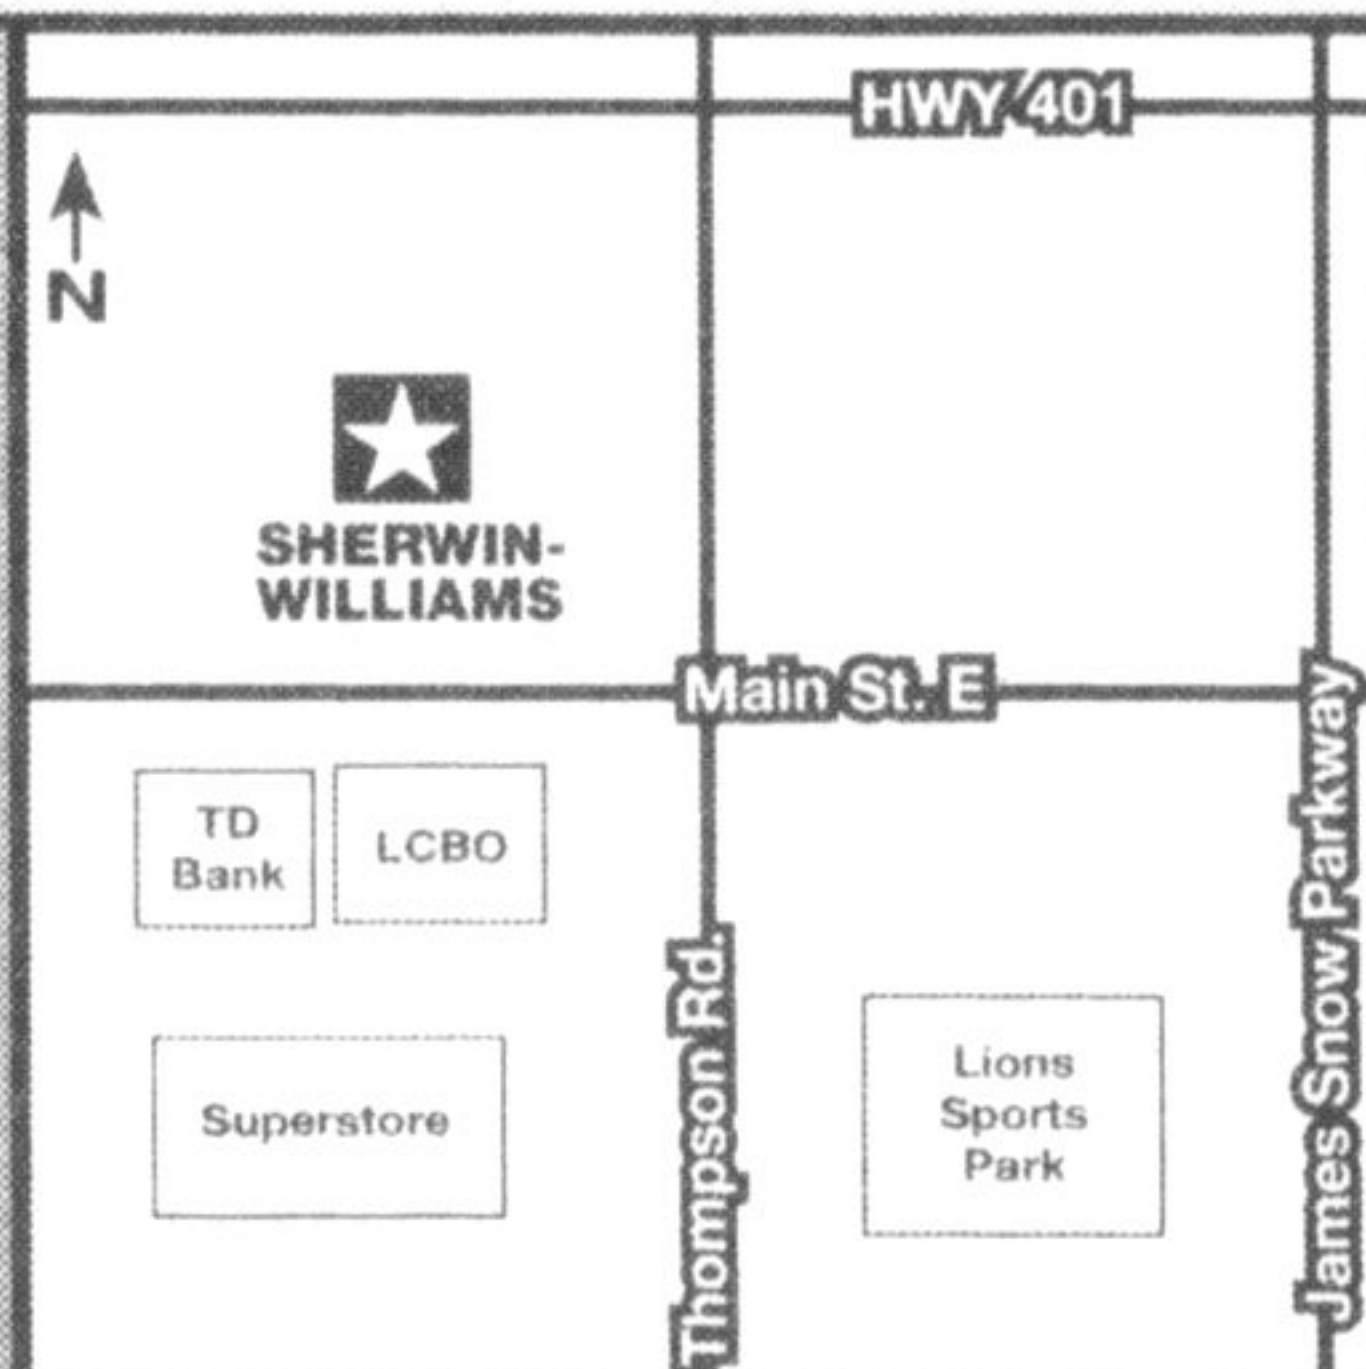 HWY 401
N
SHERWIN-
WILLIAMS
Main St. E
TD
Bank
LCBO
Superstore
Lions
Sports
Park
Thompson Rd.
James Snow Parkway